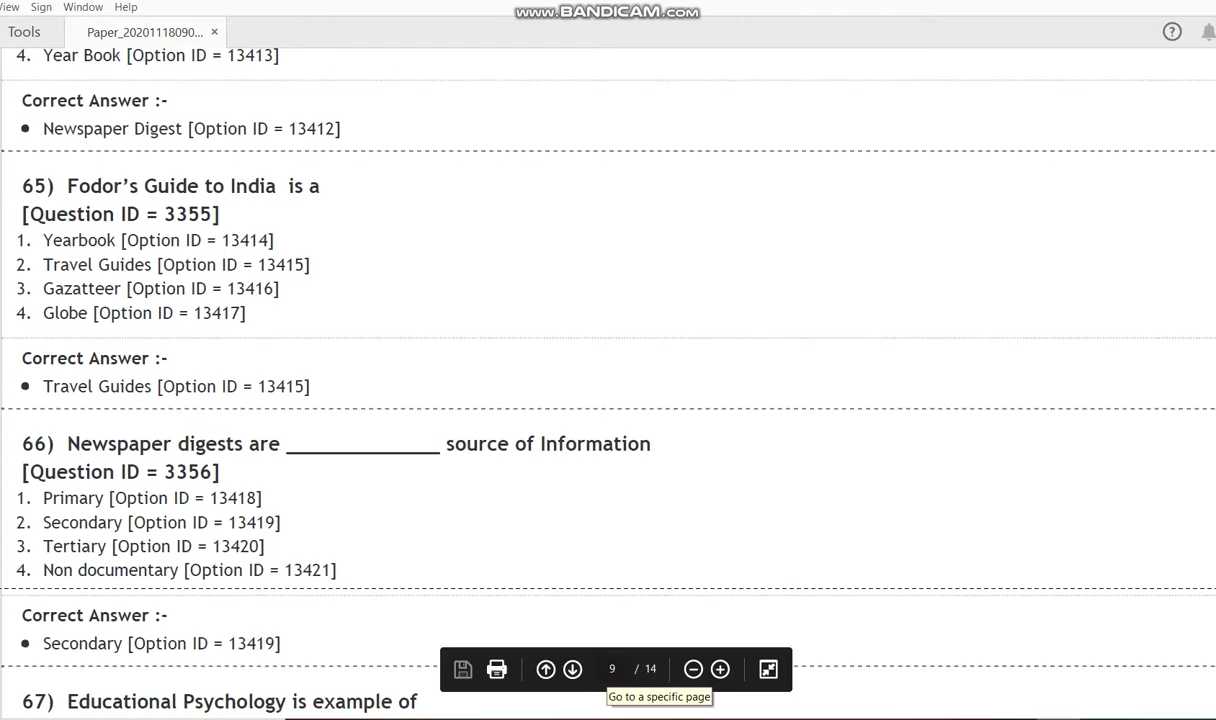 View Sign Window Help
www.BANDICAM.com
Tools Paper_20201118090... ×
?
4. Year Book [Option ID = 13413]
Correct Answer :-
● Newspaper Digest [Option ID = 13412]
65) Fodor’s Guide to India is a
[Question ID = 3355]
1. Yearbook [Option ID = 13414]
2. Travel Guides [Option ID = 13415]
3. Gazatteer [Option ID = 13416]
4. Globe [Option ID = 13417]
Correct Answer :-
● Travel Guides [Option ID = 13415]
66) Newspaper digests are ______________ source of Information
[Question ID = 3356]
1. Primary [Option ID = 13418]
2. Secondary [Option ID = 13419]
3. Tertiary [Option ID = 13420]
4. Non documentary [Option ID = 13421]
Correct Answer :-
● Secondary [Option ID = 13419]
9 / 14
Go to a specific page
67) Educational Psychology is example of